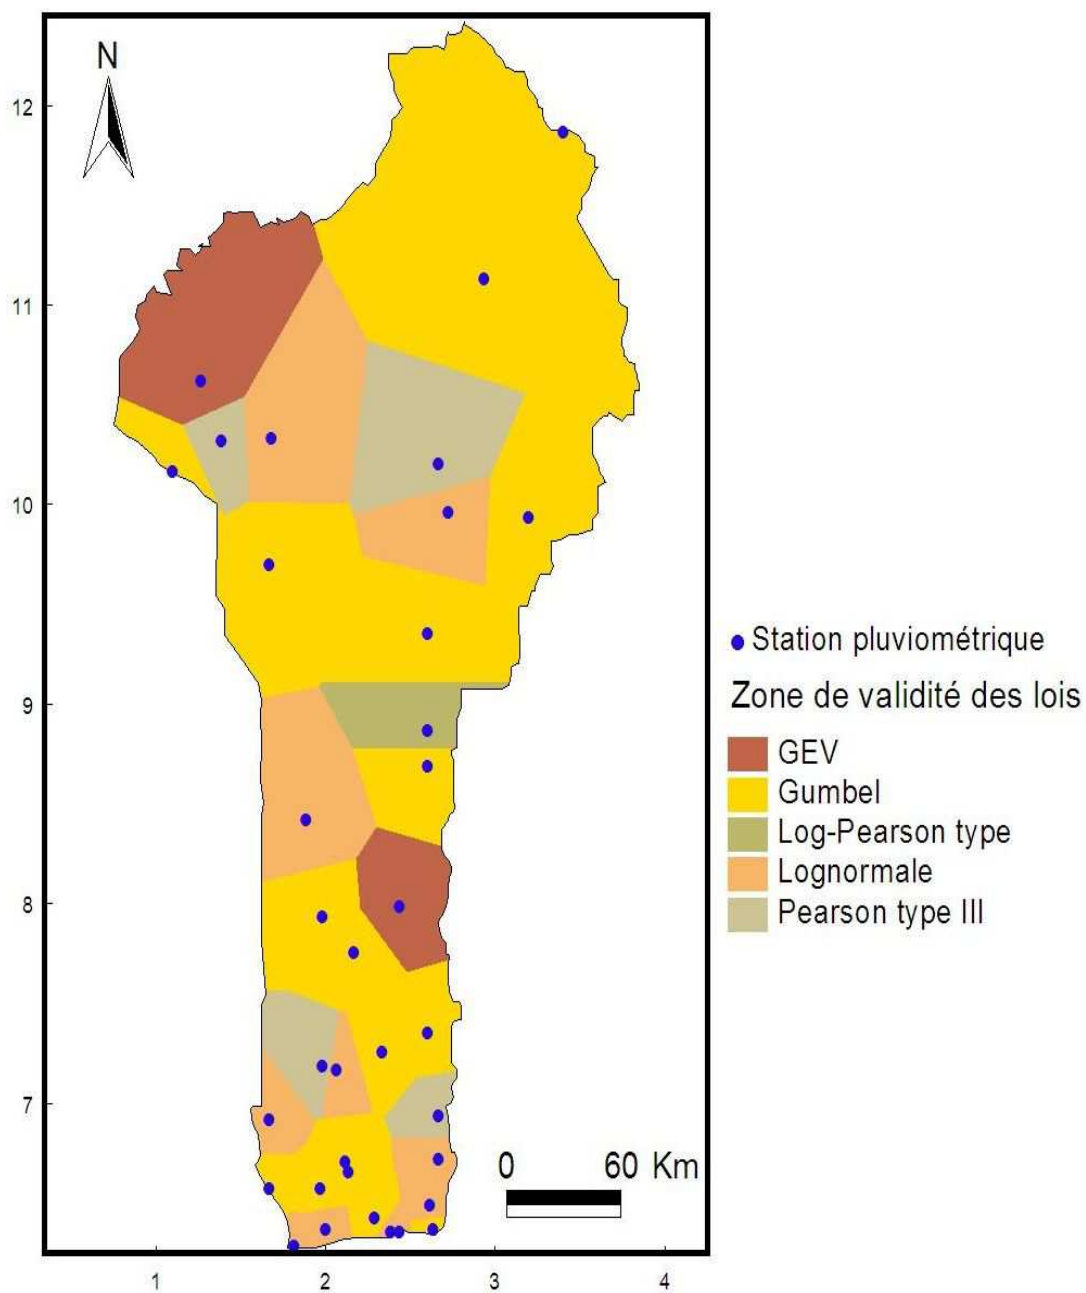 N
12
11
10
9
8
7
1
2
3
4
0 60 Km
Station pluviométrique
Zone de validité des lois
GEV
Gumbel
Log-Pearson type
Lognormale
Pearson type III